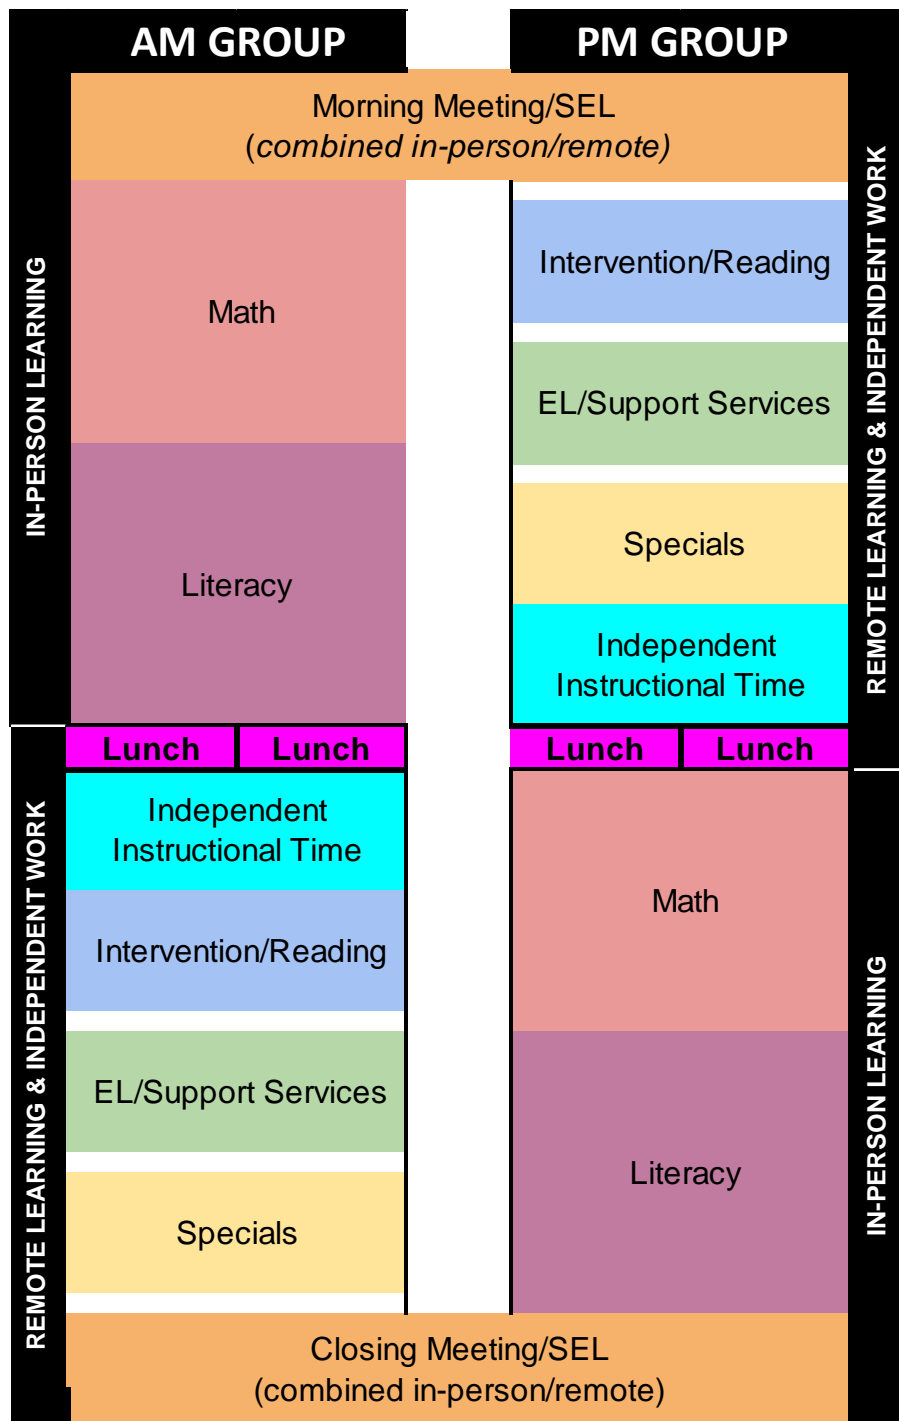 AM GROUP
PM GROUP
Morning Meeting/SEL
(combined in-person/remote)
IN-PERSON LEARNING
Math
Literacy
REMOTE LEARNING & INDEPENDENT WORK
Intervention/Reading
EL/Support Services
Specials
Independent
Instructional Time
Lunch Lunch
Lunch Lunch
REMOTE LEARNING & INDEPENDENT WORK
Independent
Instructional Time
Intervention/Reading
EL/Support Services
Specials
Math
Literacy
IN-PERSON LEARNING
Closing Meeting/SEL
(combined in-person/remote)